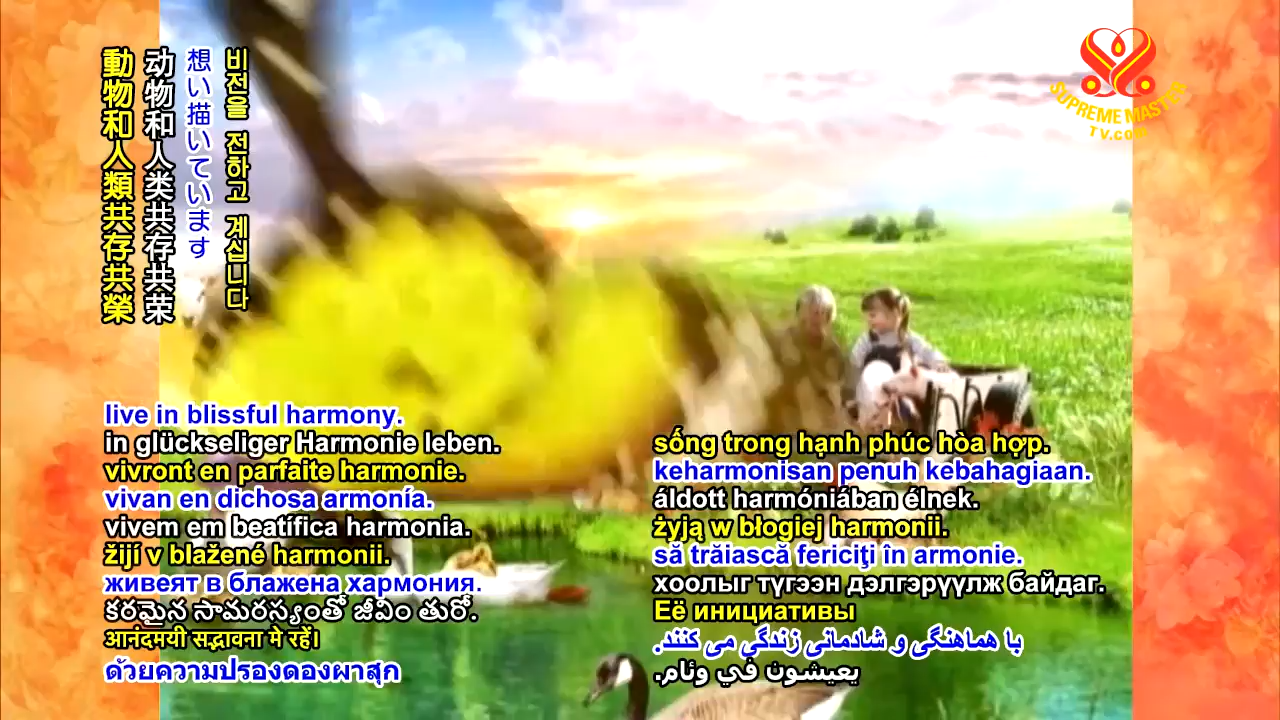 動物和人類共存共榮
动物和人类共存共荣
想い描いています
비전을 전하고 계십니다
SUPREME MASTER
TV.COM
live in blissful harmony.
in glückseliger Harmonie leben.
vivront en parfaite harmonie.
vivan en dichosa armonía.
vivem em beatífica harmonia.
žijí v blažené harmonii.
живеят в блажена хармония.
కరమైన సామరస్యంతో జీవిం తురో.
आनंदमयी सद्भावना मे रहें।
ด้วยความปรองดองผาสุก
sống trong hạnh phúc hòa hợp.
keharmonisan penuh kebahagiaan.
áldott harmóniában élnek.
żyją w błogiej harmonii.
să trăiască fericiţi în armonie.
хоолыг түгээн дэлгэрүүлж байдаг.
Её инициативы
با هماهنگی و شادمانی زندگی می کنند.
يعيشون في وئام.